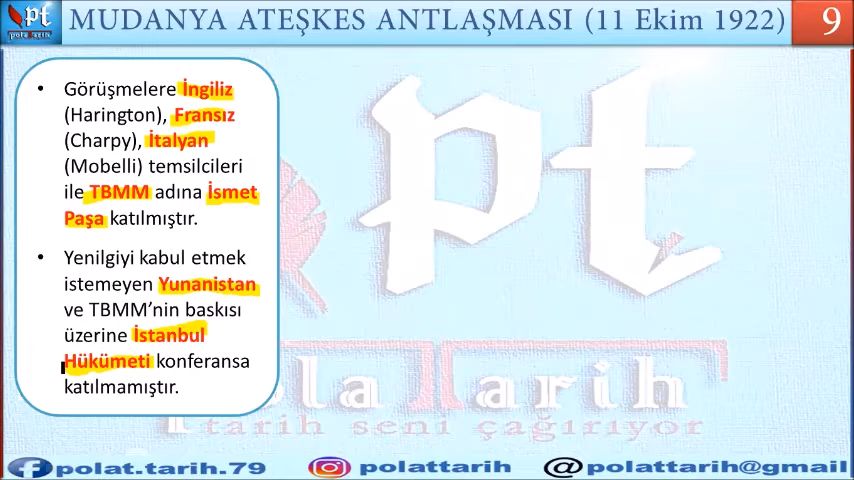 pt
polattarih
MUDANYA ATEŞKES ANTLAŞMASI (11 Ekim 1922)
9
• Görüşmelere İngiliz
(Harington), Fransız
(Charpy), İtalyan
(Mobelli) temsilcileri
ile TBMM adına İsmet
Paşa katılmıştır.
• Yenilgiyi kabul etmek
istemeyen Yunanistan
ve TBMM’nin baskısı
üzerine İstanbul
Hükümeti konferansa
katılmamıştır.
pt
Polat Tarih
tarih seni çağırıyor
polat.tarih.79
polattarih
@polattarih@gmail